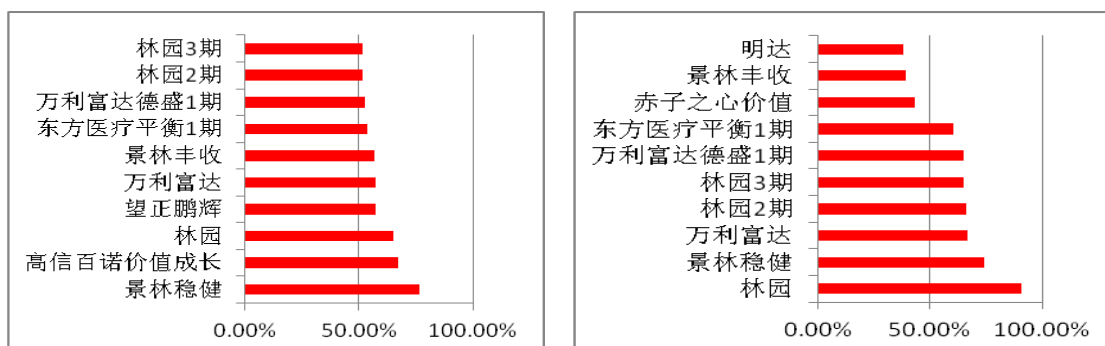 林园3期
林园2期
万利富达德盛1期
东方医疗平衡1期
景林丰收
万利富达
望正鹏辉
林园
高信百诺价值成长
景林稳健
0.00% 50.00% 100.00%
明达
景林丰收
赤子之心价值
东方医疗平衡1期
万利富达德盛1期
林园3期
林园2期
万利富达
景林稳健
林园
0.00% 50.00% 100.00%